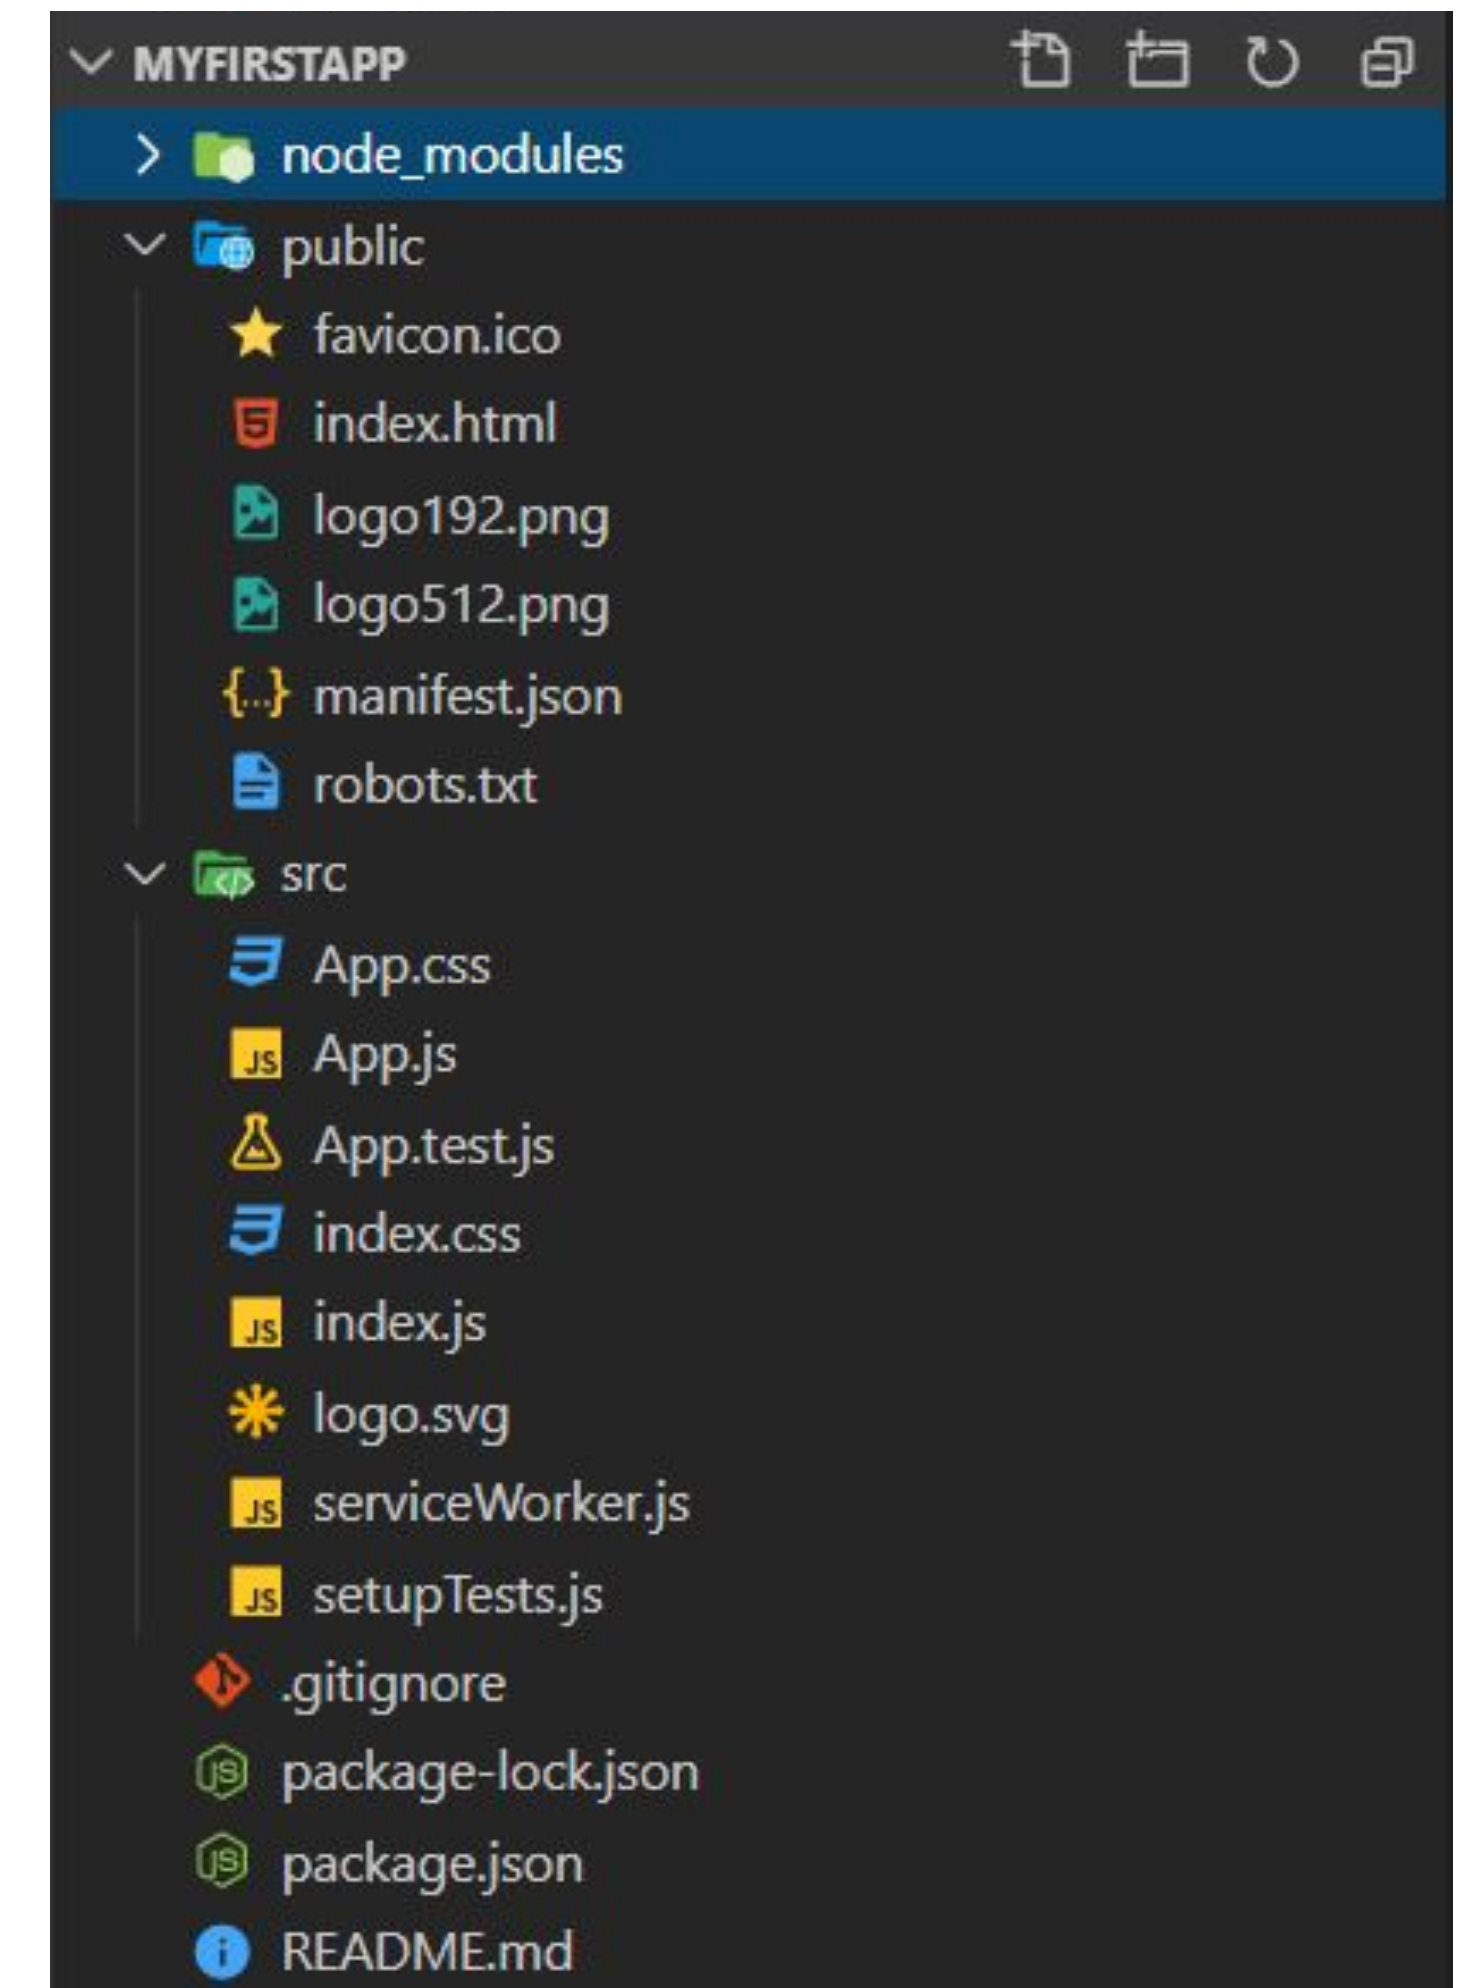 MYFIRSTAPP
node_modules
public
favicon.ico
index.html
logo192.png
logo512.png
manifest.json
robots.txt
src
App.css
App.js
App.test.js
index.css
index.js
logo.svg
serviceWorker.js
setupTests.js
.gitignore
package-lock.json
package.json
README.md